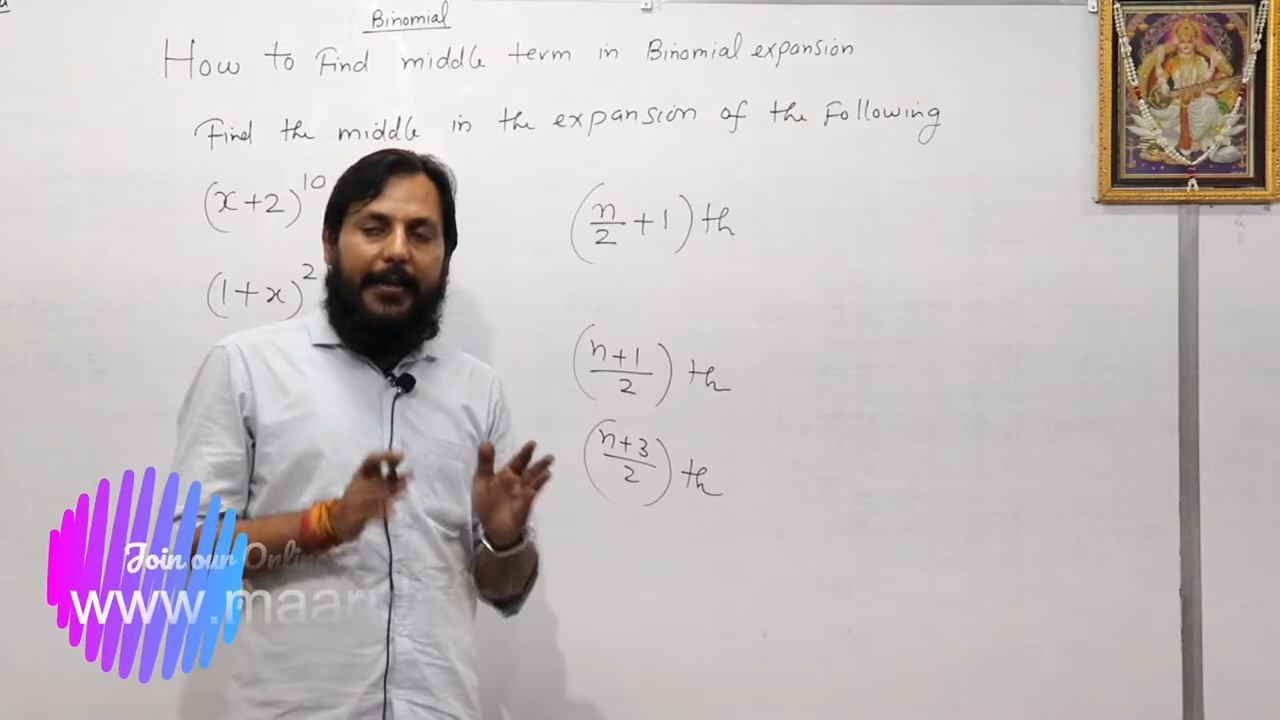 Binomial
How to Find middle term in Binomial expansion
Find the middle in the expansion of the Following
(x+2)^10
(n/2 + 1) th
(1+x)^2
(n+1/2) th
(n+3/2) th
Join our Online
www.maar